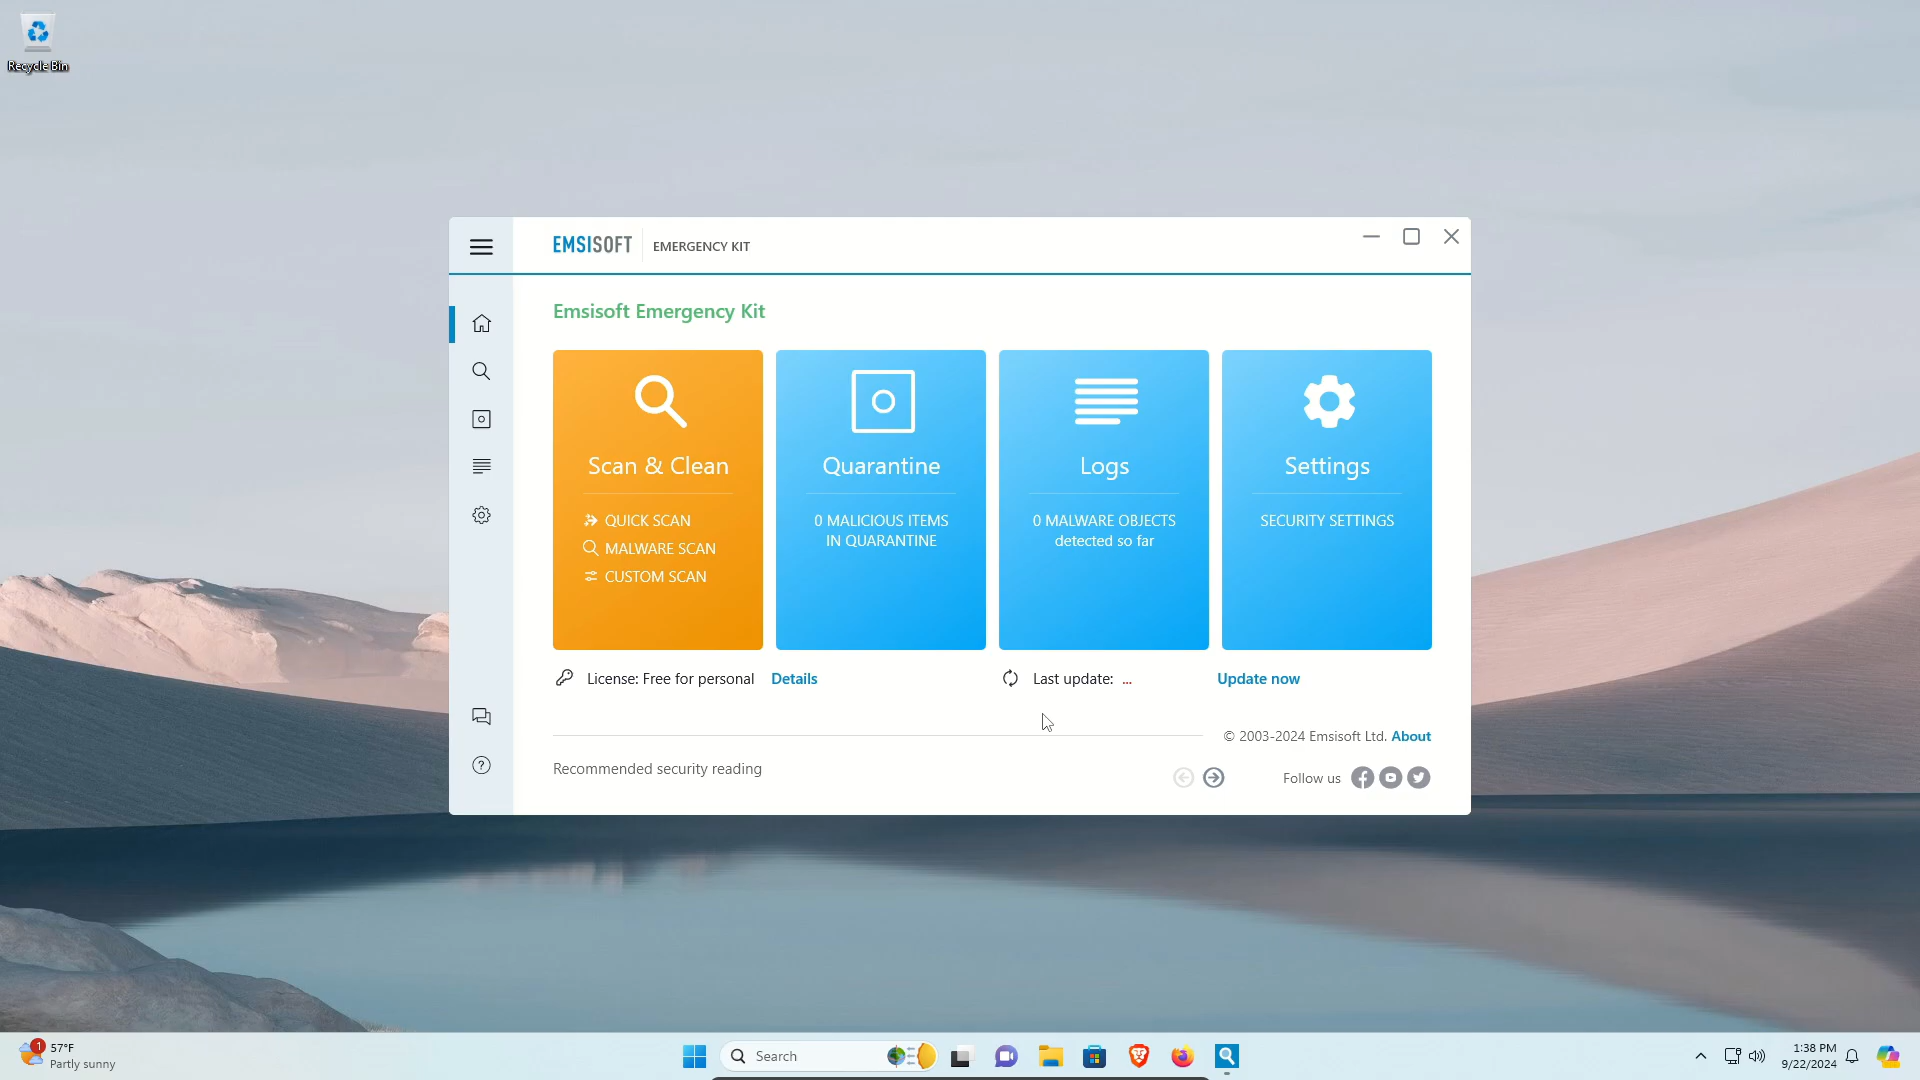 Recycle Bin
EMSISOFT EMERGENCY KIT
Emsisoft Emergency Kit
Scan & Clean
QUICK SCAN
MALWARE SCAN
CUSTOM SCAN
Quarantine
0 MALICIOUS ITEMS
IN QUARANTINE
Logs
0 MALWARE OBJECTS
detected so far
Settings
SECURITY SETTINGS
License: Free for personal Details
Last update: ... Update now
© 2003-2024 Emsisoft Ltd. About
Recommended security reading
Follow us
1
57°F
Partly sunny
Search
1:38 PM
9/22/2024